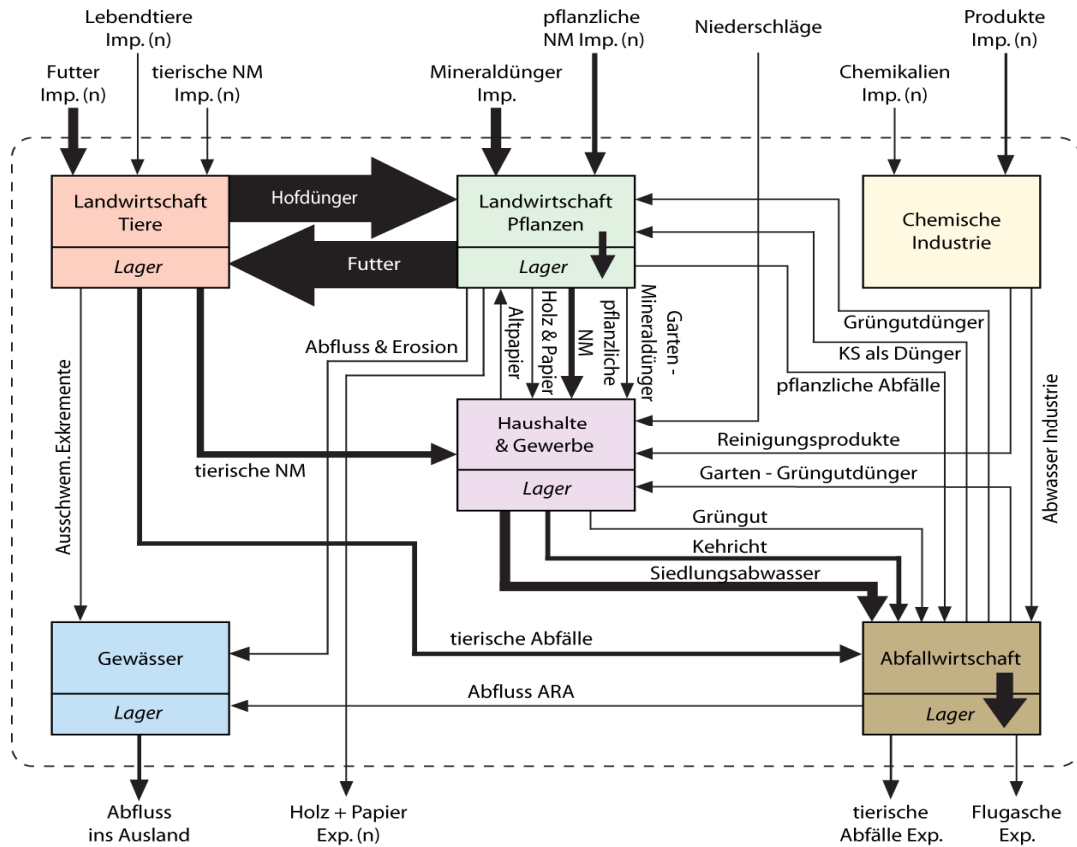 Lebendtiere
Imp. (n)
pflanzliche
NM Imp. (n)
Niederschläge
Produkte
Imp. (n)
Futter
Imp. (n)
tierische NM
Imp. (n)
Mineraldünger
Imp.
Chemikalien
Imp. (n)
Landwirtschaft
Tiere
Lager
Hofdünger
Futter
Landwirtschaft
Pflanzen
Lager
Chemische
Industrie
Grüngutdünger
KS als Dünger
pflanzliche Abfälle
Abfluss & Erosion
Altpapier
Holz & Papier
NM
pflanzliche
Mineraldünger
Garten -
Haushalte
& Gewerbe
Lager
Reinigungsprodukte
Garten - Grüngutdünger
Abwasser Industrie
Ausschwem. Exkremente
tierische NM
Grüngut
Kehricht
Siedlungsabwasser
tierische Abfälle
Gewässer
Lager
Abfallwirtschaft
Lager
Abfluss ARA
Abfluss
ins Ausland
Holz + Papier
Exp. (n)
tierische
Abfälle Exp.
Flugasche
Exp.